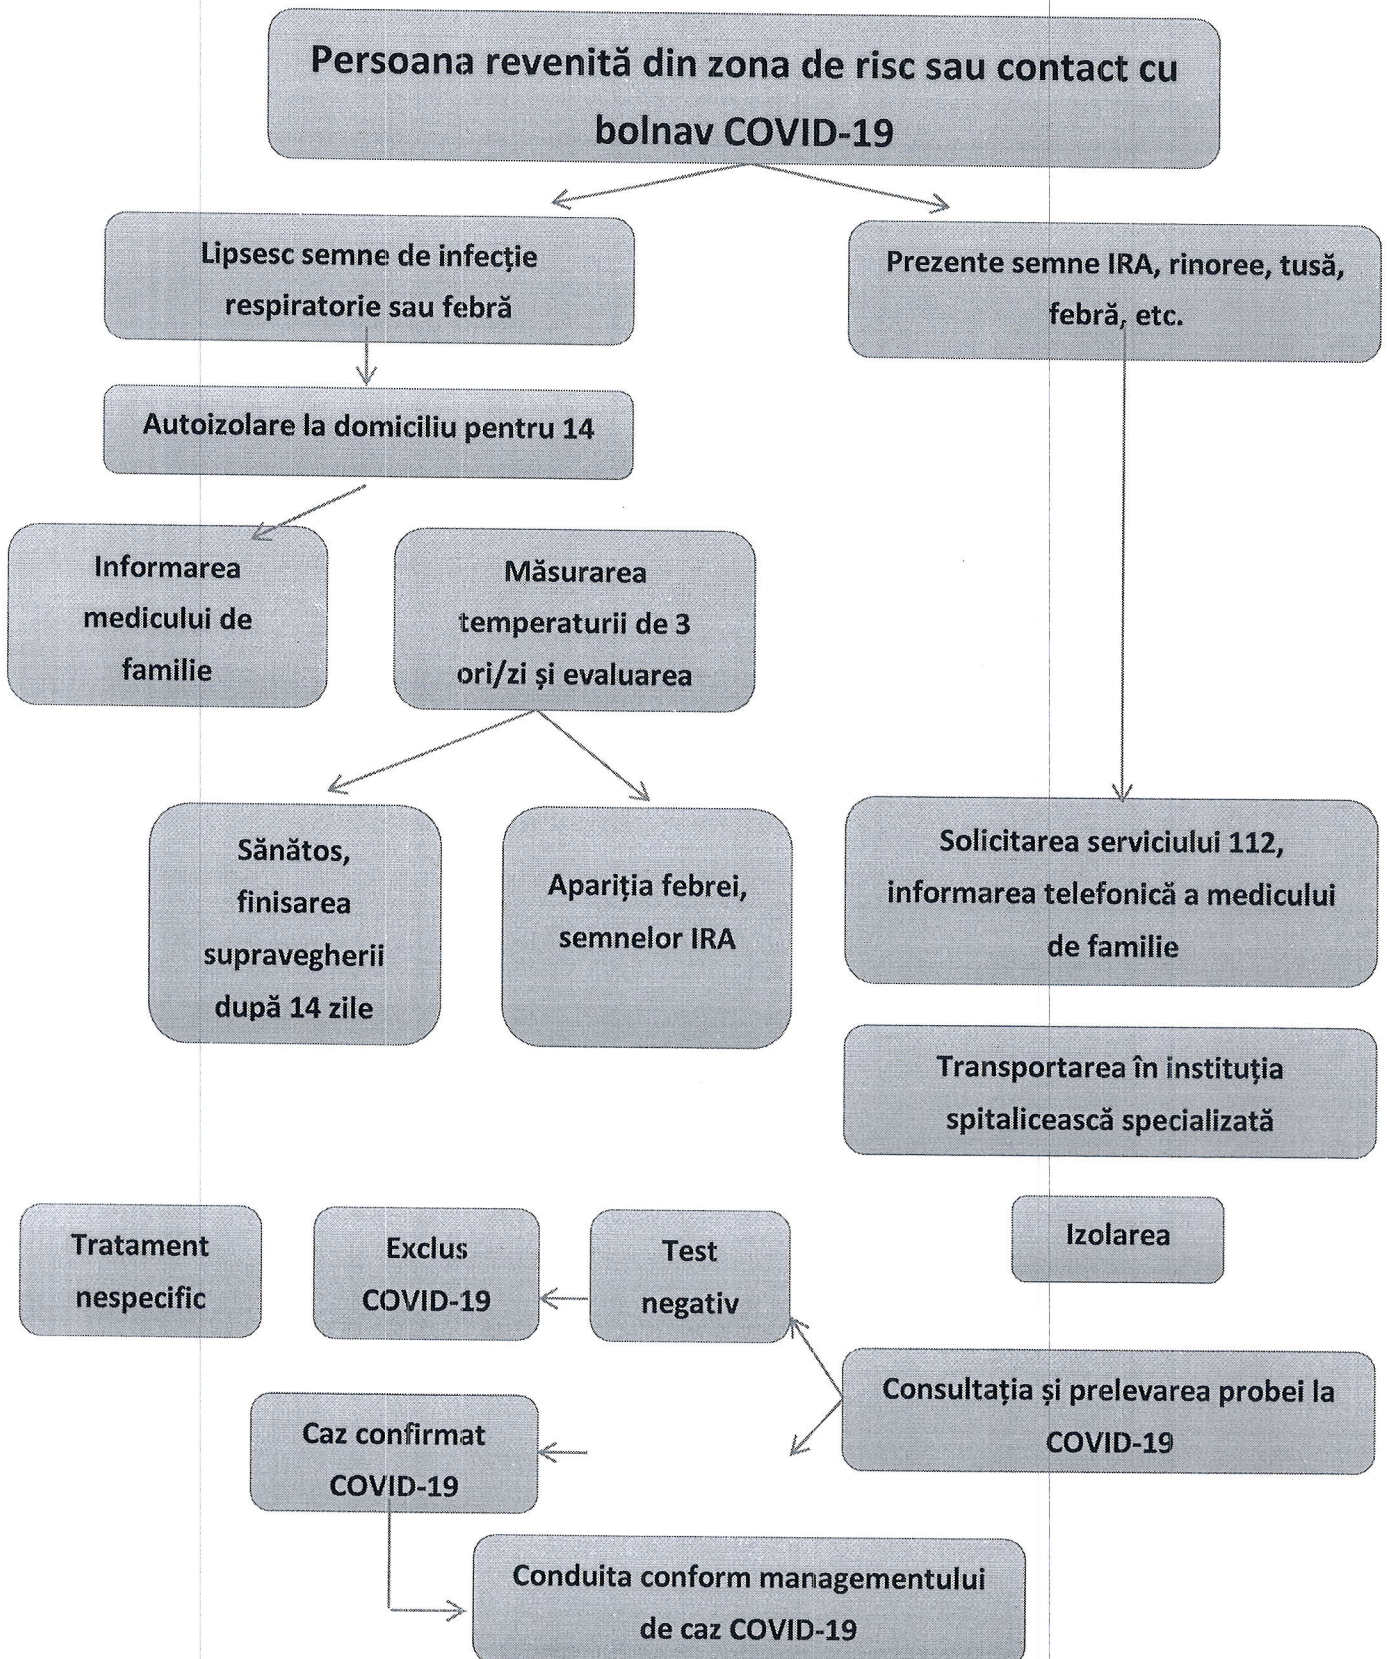 Persoana revenită din zona de risc sau contact cu
bolnav COVID-19
Lipsesc semne de infecție
respiratorie sau febră
Prezente semne IRA, rinoree, tusă,
febră, etc.
Autoizolare la domiciliu pentru 14
Informarea
medicului de
familie
Măsurarea
temperaturii de 3
ori/zi și evaluarea
Sănătos,
finisarea
supravegherii
după 14 zile
Apariția febrei,
semnelor IRA
Solicitarea serviciului 112,
informarea telefonică a medicului
de familie
Transportarea în instituția
spitalicească specializată
Izolarea
Tratament
nespecific
Exclus
COVID-19
Test
negativ
Consultația și prelevarea probei la
COVID-19
Caz confirmat
COVID-19
Conduita conform managementului
de caz COVID-19